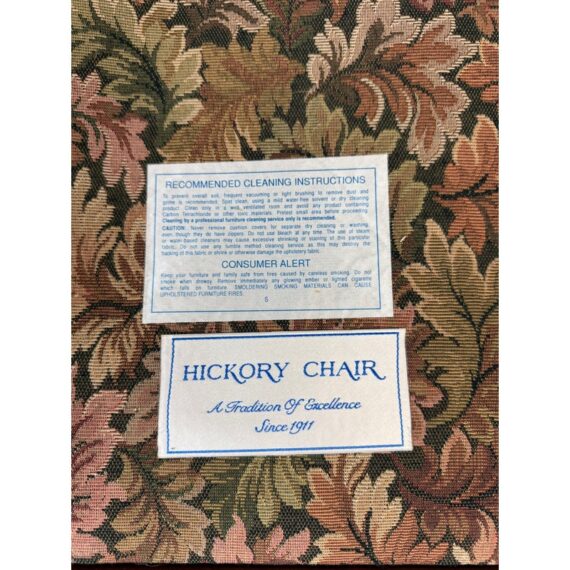 RECOMMENDED CLEANING INSTRUCTIONS
To prevent overall soil, frequent vacuuming or light brushing to remove dust and
grime is recommended. Spot clean, using a mild water-free solvent or dry cleaning
product. Clean only in a well ventilated room and avoid any product containing
Carbon Tetrachloride or other toxic materials. Pretest small area before proceeding.
Cleaning by a professional furniture cleaning service only is recommended.
CAUTION: Never remove cushion covers for separate dry cleaning or washing,
even though they do have zippers. Do not use bleach at any time. The use of steam
or water-based cleaners may cause excessive shrinking or staining of this particular
fabric. Do not use any tumble method cleaning service as this may destroy the
backing of this fabric or shrink or otherwise damage the upholstery fabric.
CONSUMER ALERT
Keep your furniture and family safe from fires caused by careless smoking. Do not
smoke when drowsy. Remove immediately any glowing ember or lighted cigarette
which falls on furniture. SMOLDERING SMOKING MATERIALS CAN CAUSE
UPHOLSTERED FURNITURE FIRES.
HICKORY CHAIR
A Tradition Of Excellence
Since 1911